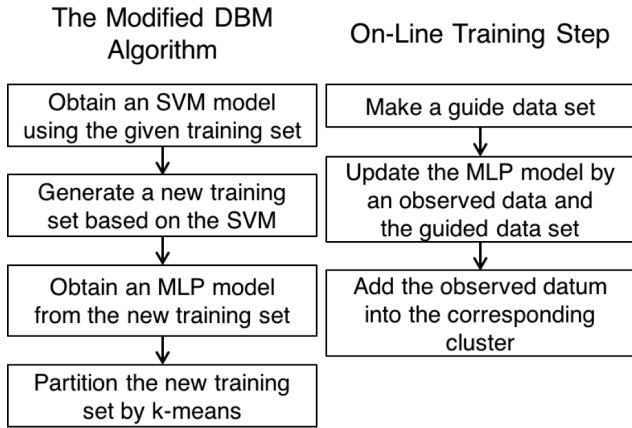 The Modified DBM
Algorithm
Obtain an SVM model
using the given training set
Generate a new training
set based on the SVM
Obtain an MLP model
from the new training set
Partition the new training
set by k-means
On-Line Training Step
Make a guide data set
Update the MLP model by
an observed data and
the guided data set
Add the observed datum
into the corresponding
cluster